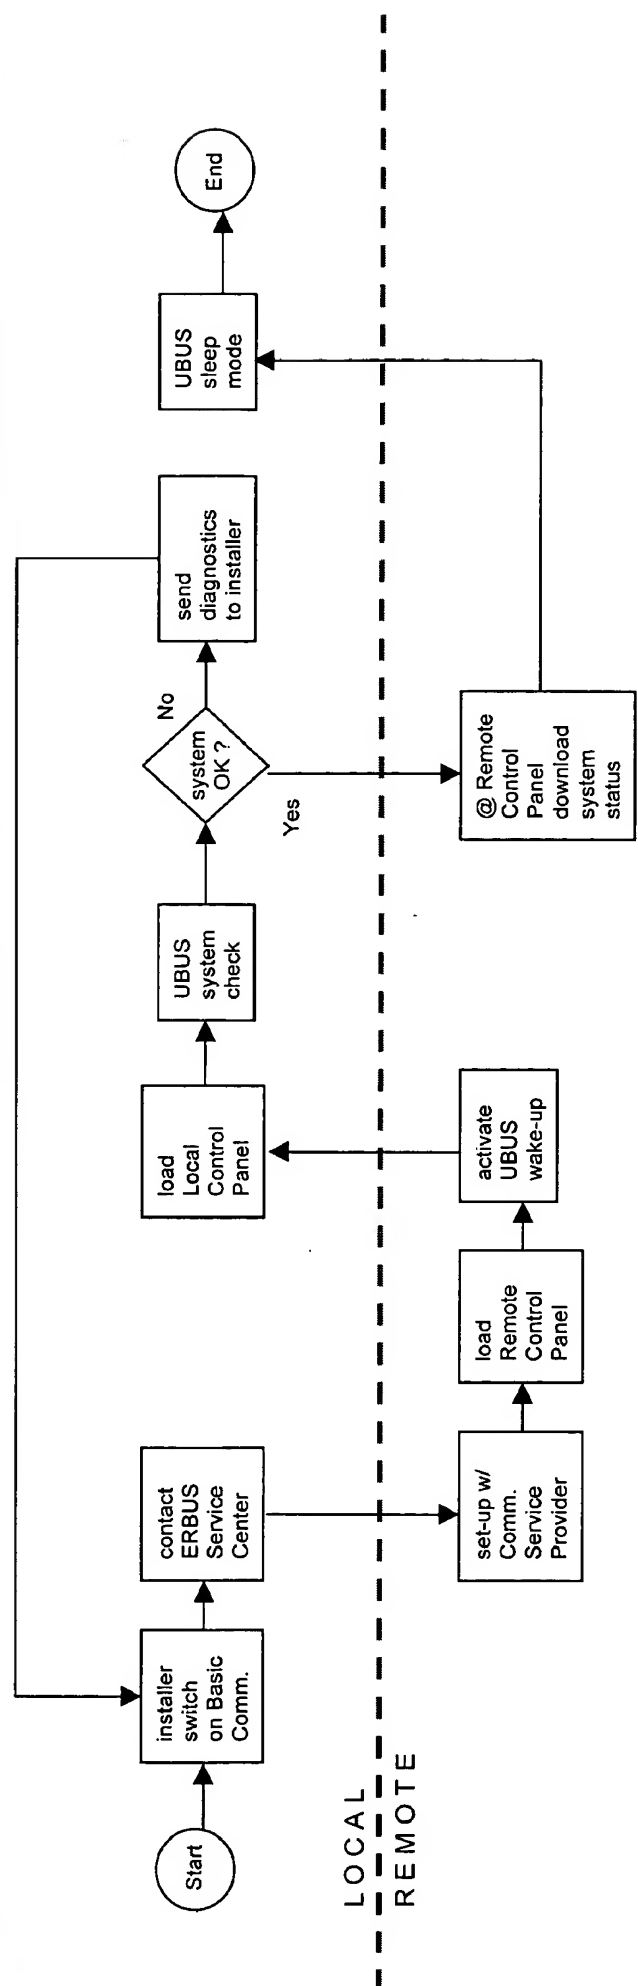 Start
installer
switch
on Basic
Comm.
contact
ERBUS
Service
Center
load
Local
Control
Panel
UBUS
system
check
system
OK ?
No
Yes
send
diagnostics
to installer
UBUS
sleep
mode
End
LOCAL
REMOTE
set-up w/
Comm.
Service
Provider
load
Remote
Control
Panel
activate
UBUS
wake-up
@ Remote
Control
Panel
download
system
status